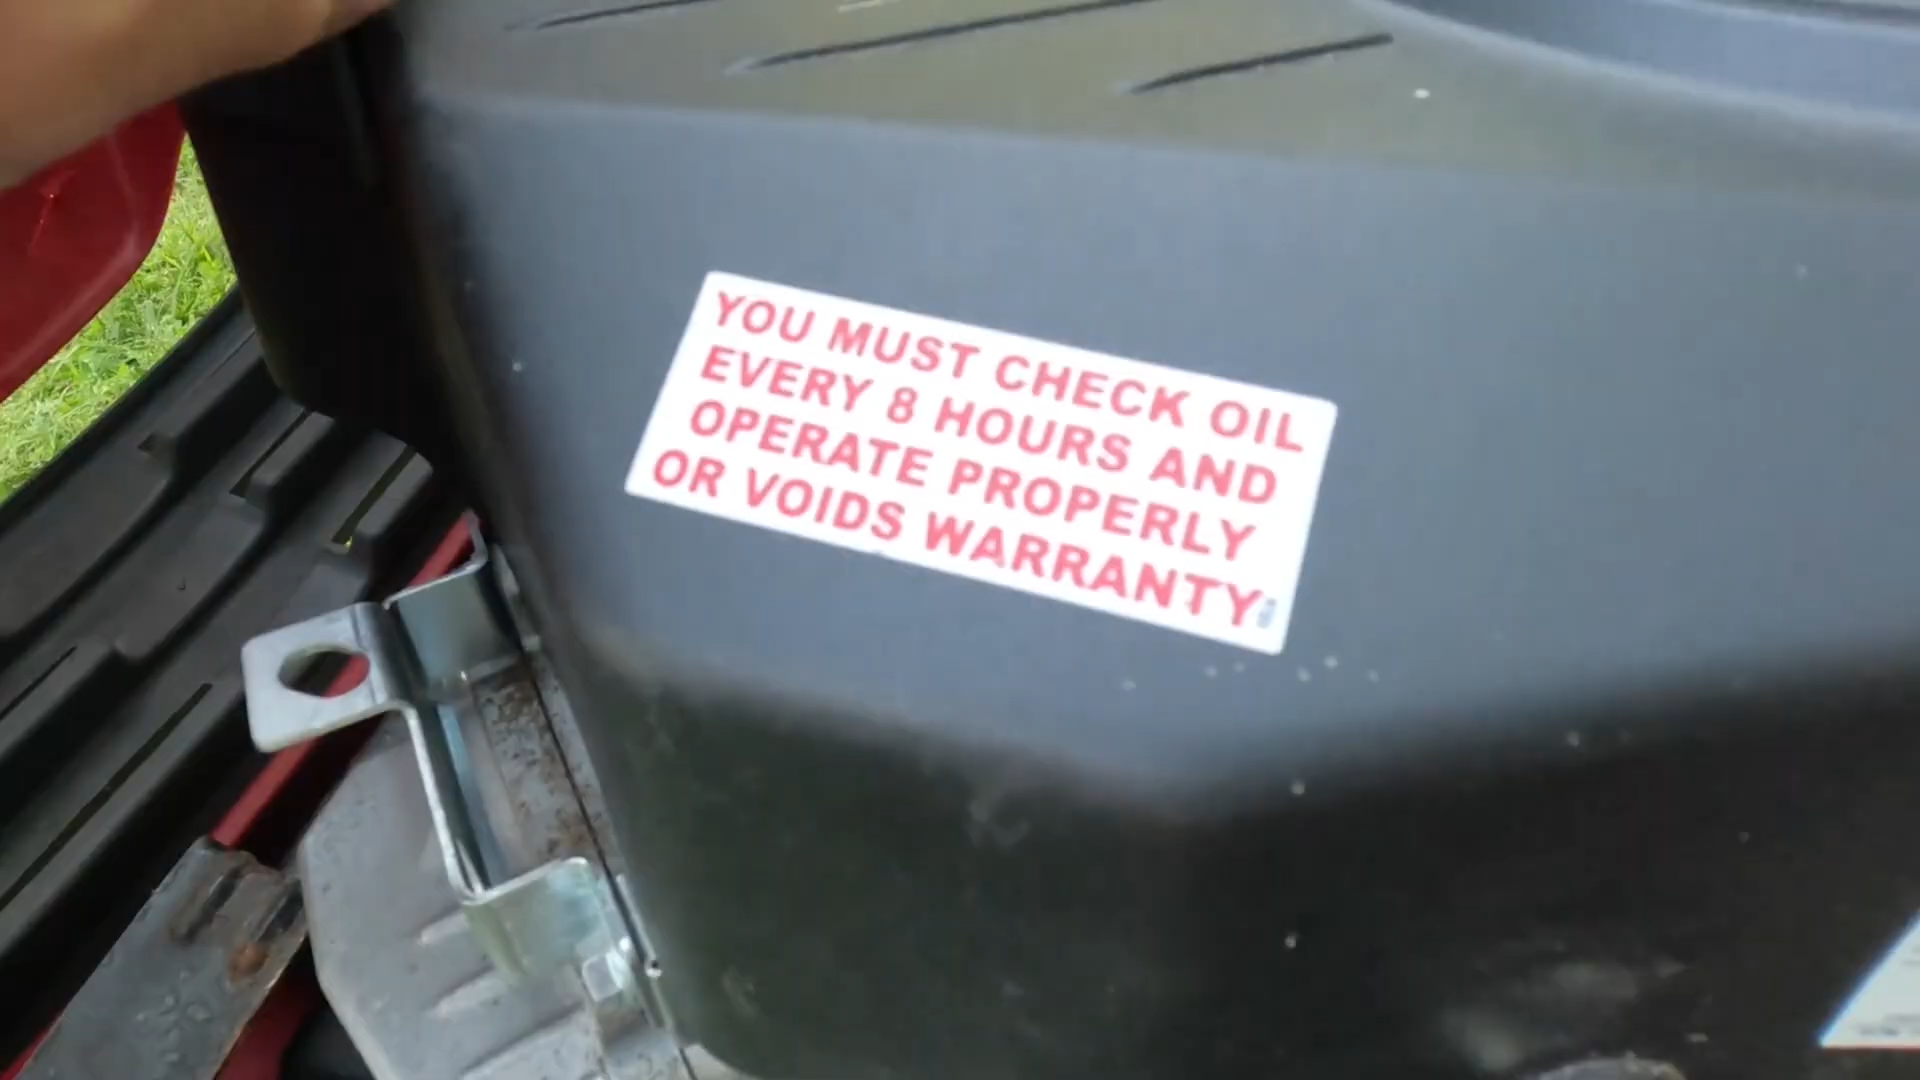 YOU MUST CHECK OIL
EVERY 8 HOURS AND
OPERATE PROPERLY
OR VOIDS WARRANTY